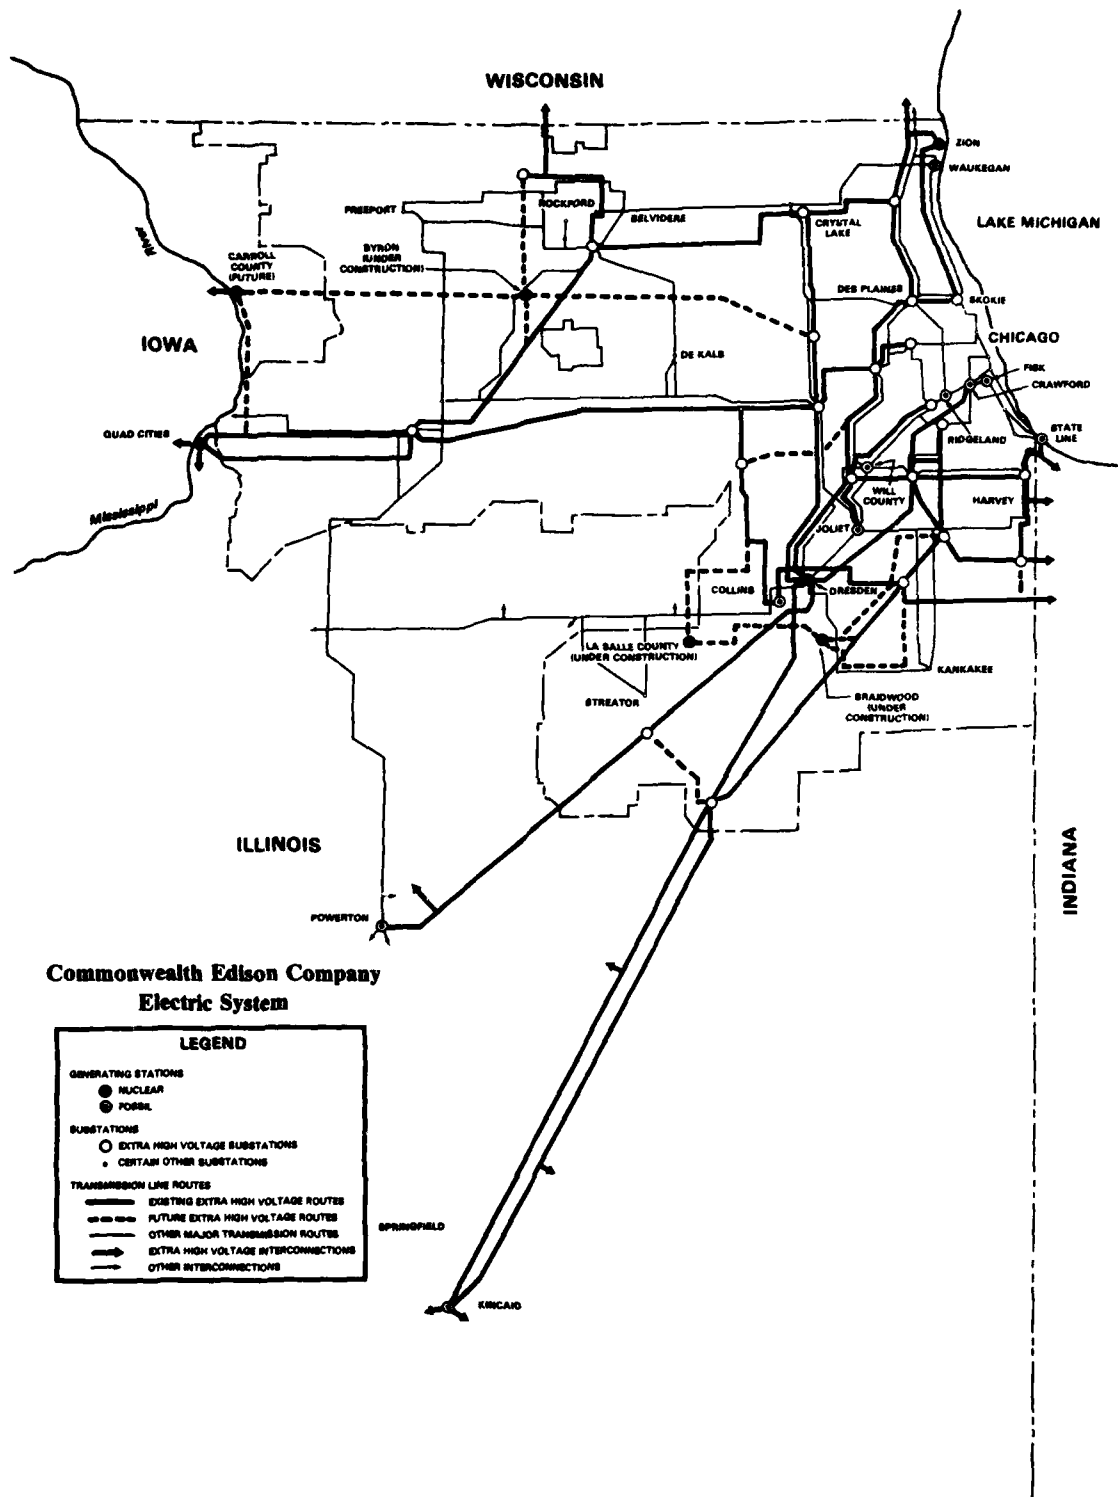 WISCONSIN
ZION
WAUKEGAN
ROCKFORD
FREEPORT
BELVIDERE
CRYSTAL
LAKE
LAKE MICHIGAN
River
BYRON
(UNDER
CONSTRUCTION)
CARROLL
COUNTY
(FUTURE)
DES PLAINES
SKOKIE
IOWA
CHICAGO
DE KALB
FISK
CRAWFORD
QUAD CITIES
RIDGELAND
STATE
LINE
WILL
COUNTY
HARVEY
Mississippi
JOLIET
COLLINS
DRESDEN
LA SALLE COUNTY
(UNDER CONSTRUCTION)
KANKAKEE
STREATOR
BRAIDWOOD
(UNDER
CONSTRUCTION)
ILLINOIS
INDIANA
POWERTON
Commonwealth Edison Company
Electric System
LEGEND
GENERATING STATIONS
NUCLEAR
FOSSIL
SUBSTATIONS
EXTRA HIGH VOLTAGE SUBSTATIONS
CERTAIN OTHER SUBSTATIONS
TRANSMISSION LINE ROUTES
EXISTING EXTRA HIGH VOLTAGE ROUTES
FUTURE EXTRA HIGH VOLTAGE ROUTES
OTHER MAJOR TRANSMISSION ROUTES
EXTRA HIGH VOLTAGE INTERCONNECTIONS
OTHER INTERCONNECTIONS
SPRINGFIELD
KINCAID